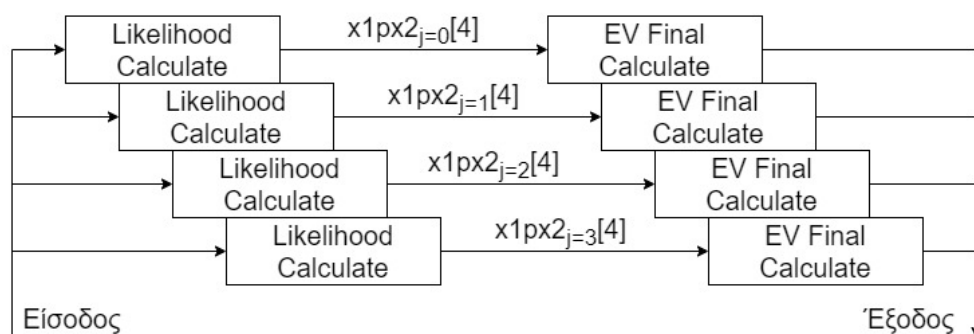 Likelihood Calculate
x1px2j=0[4]
EV Final Calculate
Likelihood Calculate
x1px2j=1[4]
EV Final Calculate
Likelihood Calculate
x1px2j=2[4]
EV Final Calculate
Likelihood Calculate
x1px2j=3[4]
EV Final Calculate
Είσοδος
Έξοδος